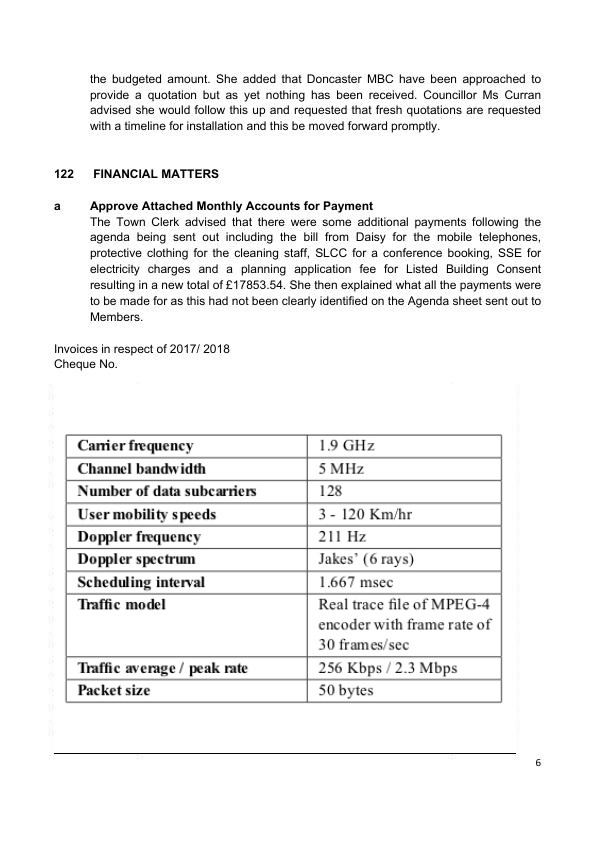 the budgeted amount. She added that Doncaster MBC have been approached to
provide a quotation but as yet nothing has been received. Councillor Ms Curran
advised she would follow this up and requested that fresh quotations are requested
with a timeline for installation and this be moved forward promptly.
122 FINANCIAL MATTERS
a Approve Attached Monthly Accounts for Payment
The Town Clerk advised that there were some additional payments following the
agenda being sent out including the bill from Daisy for the mobile telephones,
protective clothing for the cleaning staff, SLCC for a conference booking, SSE for
electricity charges and a planning application fee for Listed Building Consent
resulting in a new total of £17853.54. She then explained what all the payments were
to be made for as this had not been clearly identified on the Agenda sheet sent out to
Members.
Invoices in respect of 2017/ 2018
Cheque No.
Carrier frequency 1.9 GHz
Channel bandwidth 5 MHz
Number of data subcarriers 128
User mobility speeds 3 - 120 Km/hr
Doppler frequency 211 Hz
Doppler spectrum Jakes' (6 rays)
Scheduling interval 1.667 msec
Traffic model Real trace file of MPEG-4
encoder with frame rate of
30 frames/sec
Traffic average / peak rate 256 Kbps / 2.3 Mbps
Packet size 50 bytes
6